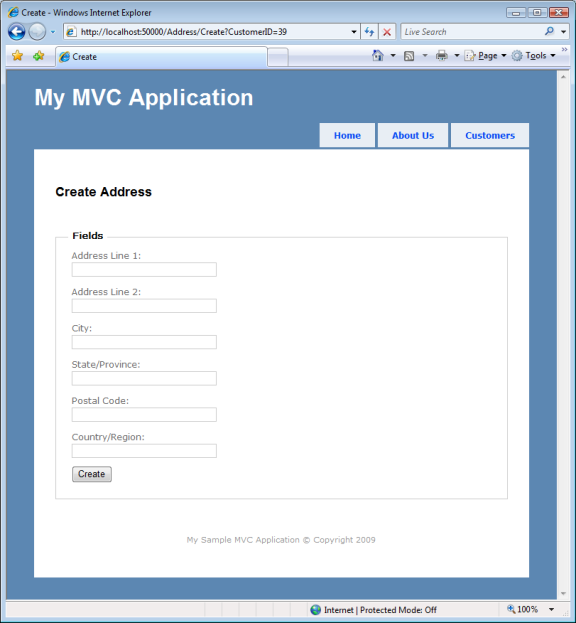 Create - Windows Internet Explorer
http://localhost:50000/Address/Create?CustomerID=39
Live Search
Create
Page
Tools
My MVC Application
Home
About Us
Customers
Create Address
Fields
Address Line 1:
Address Line 2:
City:
State/Province:
Postal Code:
Country/Region:
Create
My Sample MVC Application © Copyright 2009
Internet | Protected Mode: Off
100%